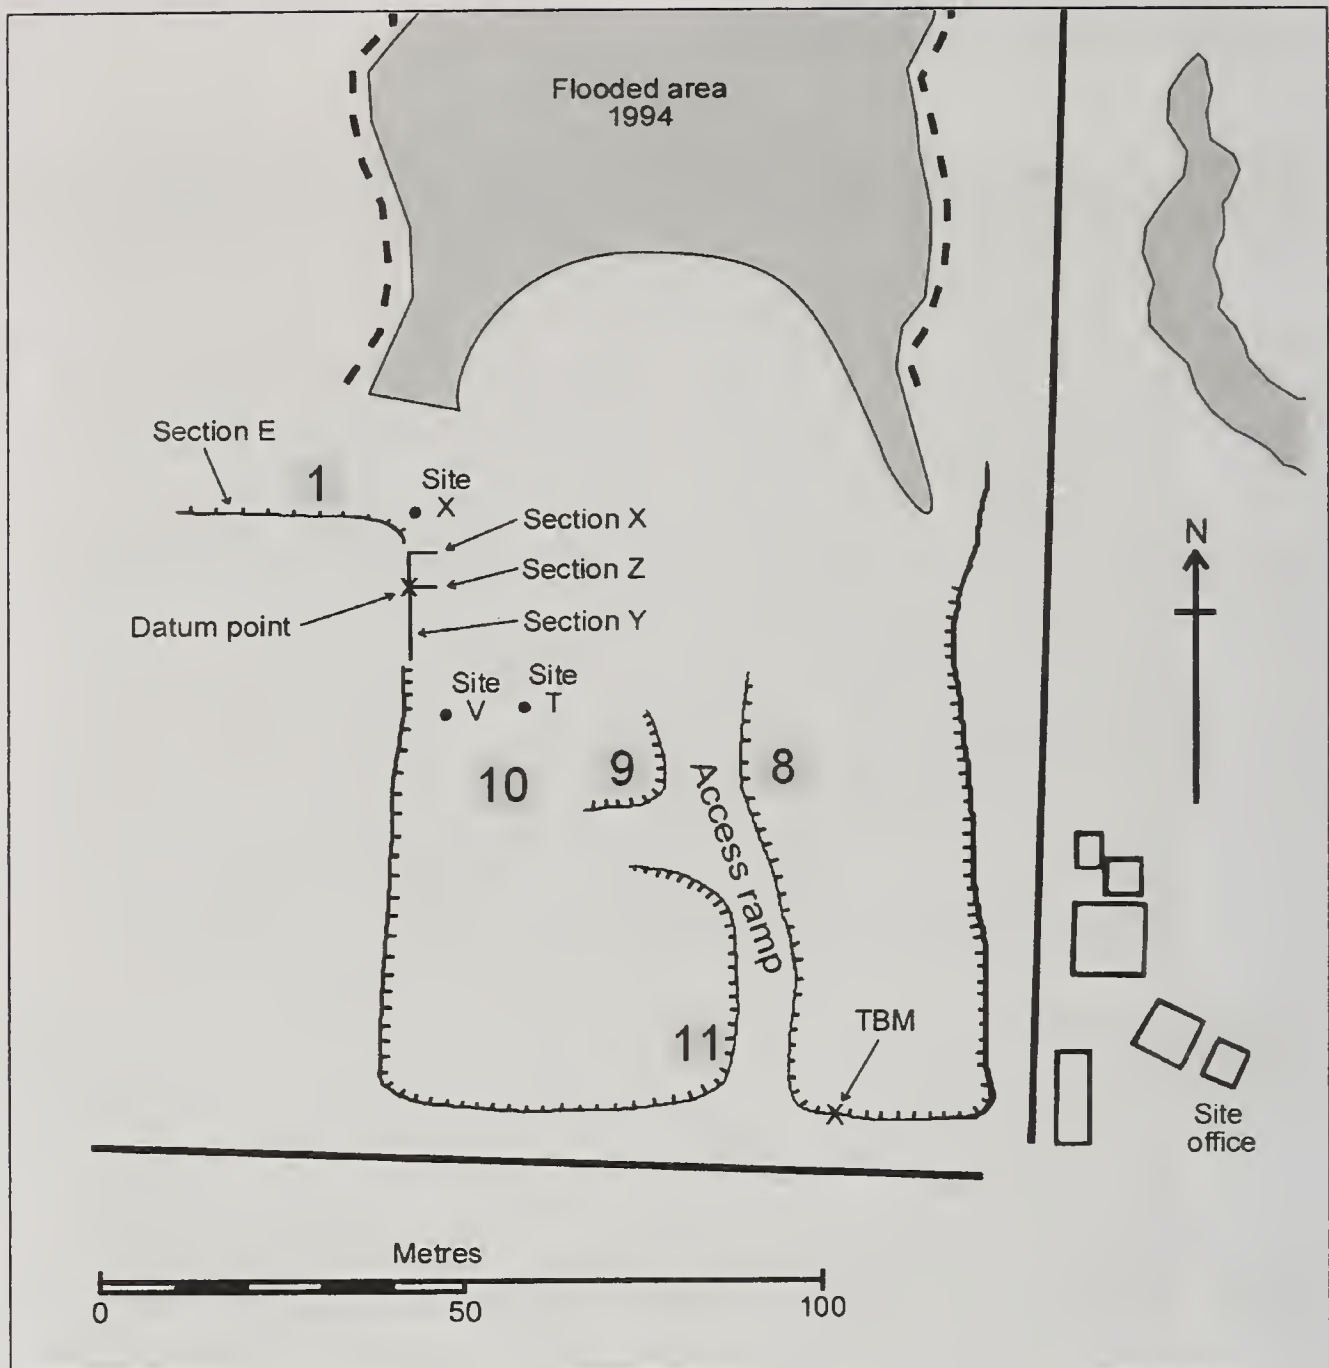 Flooded area
1994
Section E
1
Site
X
Section X
Section Z
Datum point
Section Y
N
Site
V
Site
T
10
9
8
Access ramp
11
TBM
Site
office
Metres
0
50
100